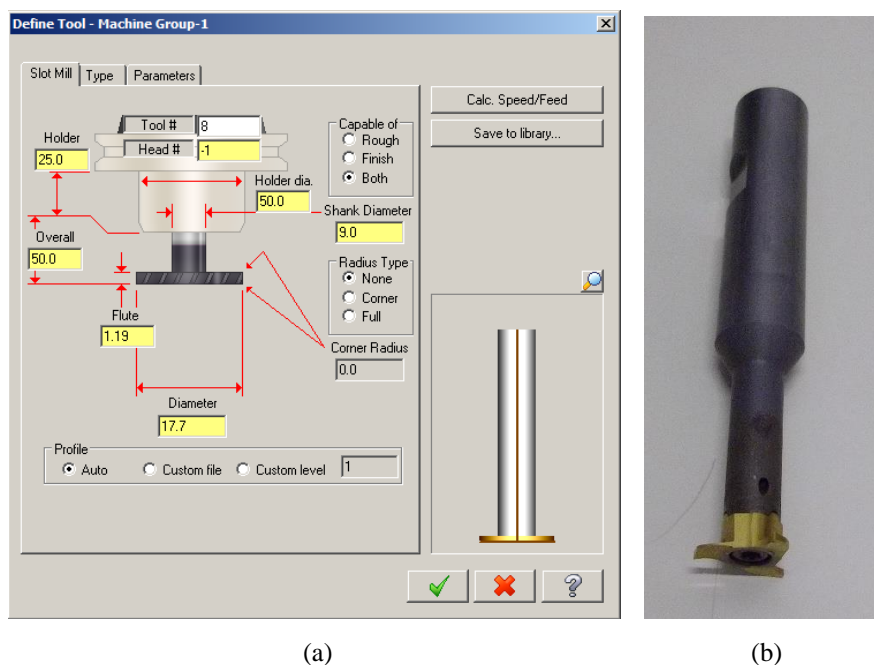 Define Tool - Machine Group-1
Slot Mill Type Parameters
Calc. Speed/Feed
Save to library...
Tool # 8
Head # -1
Holder
25.0
Capable of
Rough
Finish
Both
Holder dia.
50.0
Shank Diameter
9.0
Overall
50.0
Radius Type
None
Corner
Full
Flute
1.19
Corner Radius
0.0
Diameter
17.7
Profile
Auto Custom file Custom level 1
(a) (b)